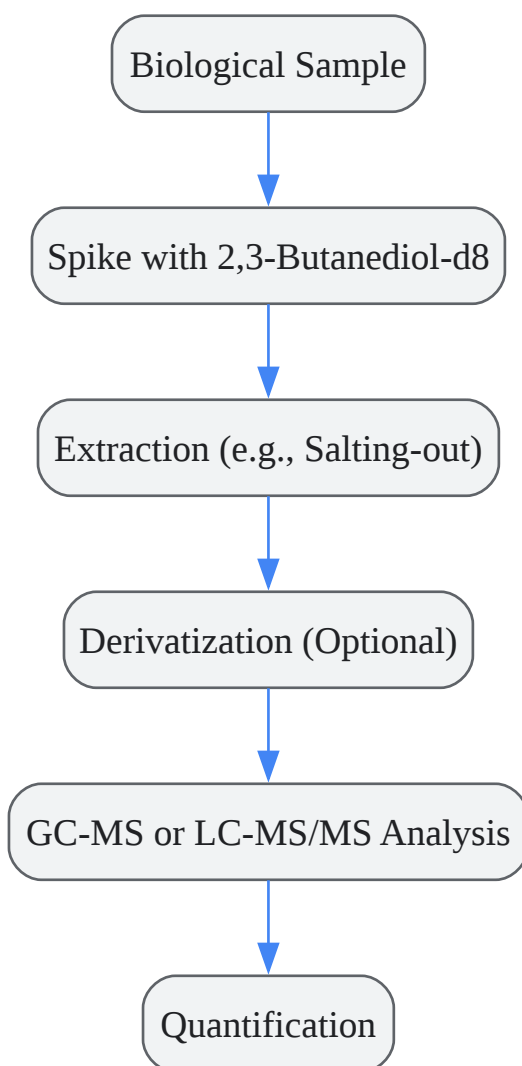 Biological Sample
Spike with 2,3-Butanediol-d8
Extraction (e.g., Salting-out)
Derivatization (Optional)
GC-MS or LC-MS/MS Analysis
Quantification